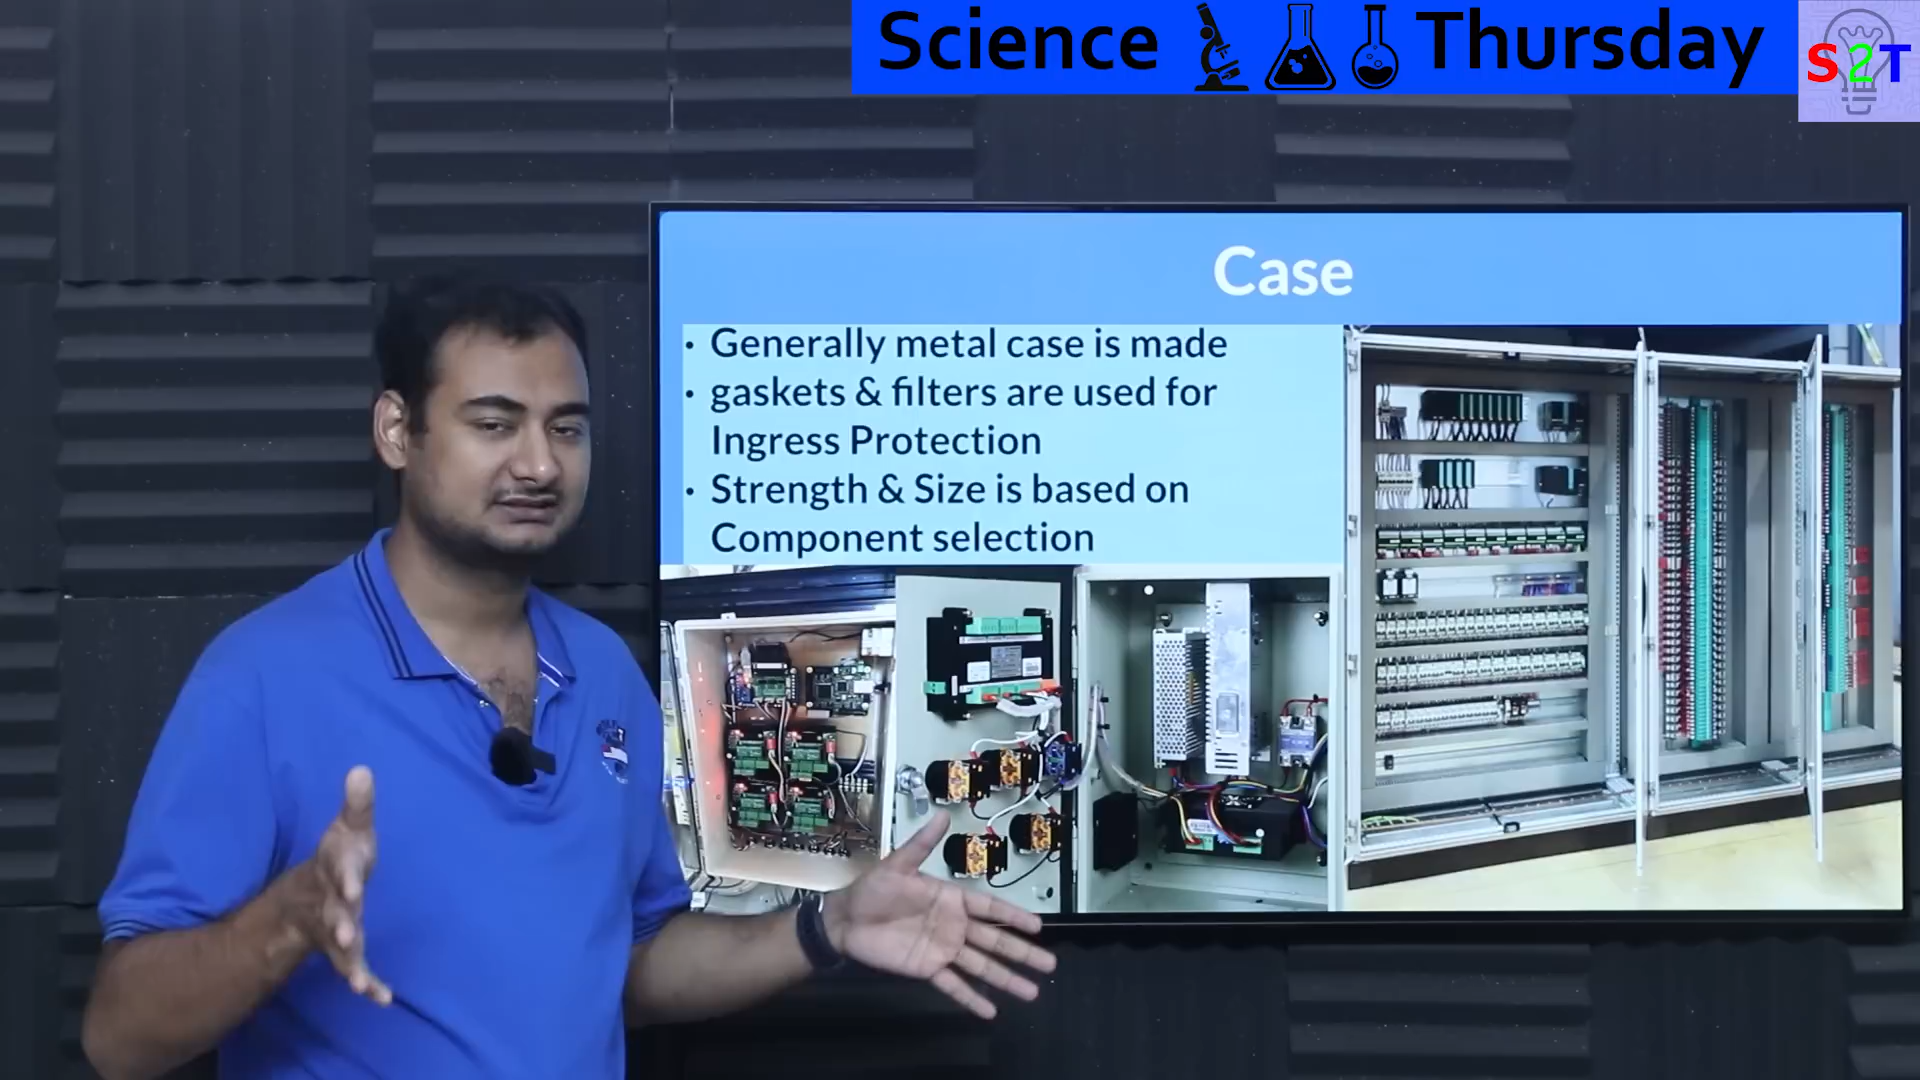 Science Thursday
S2T
Case
• Generally metal case is made
• gaskets & filters are used for
Ingress Protection
• Strength & Size is based on
Component selection